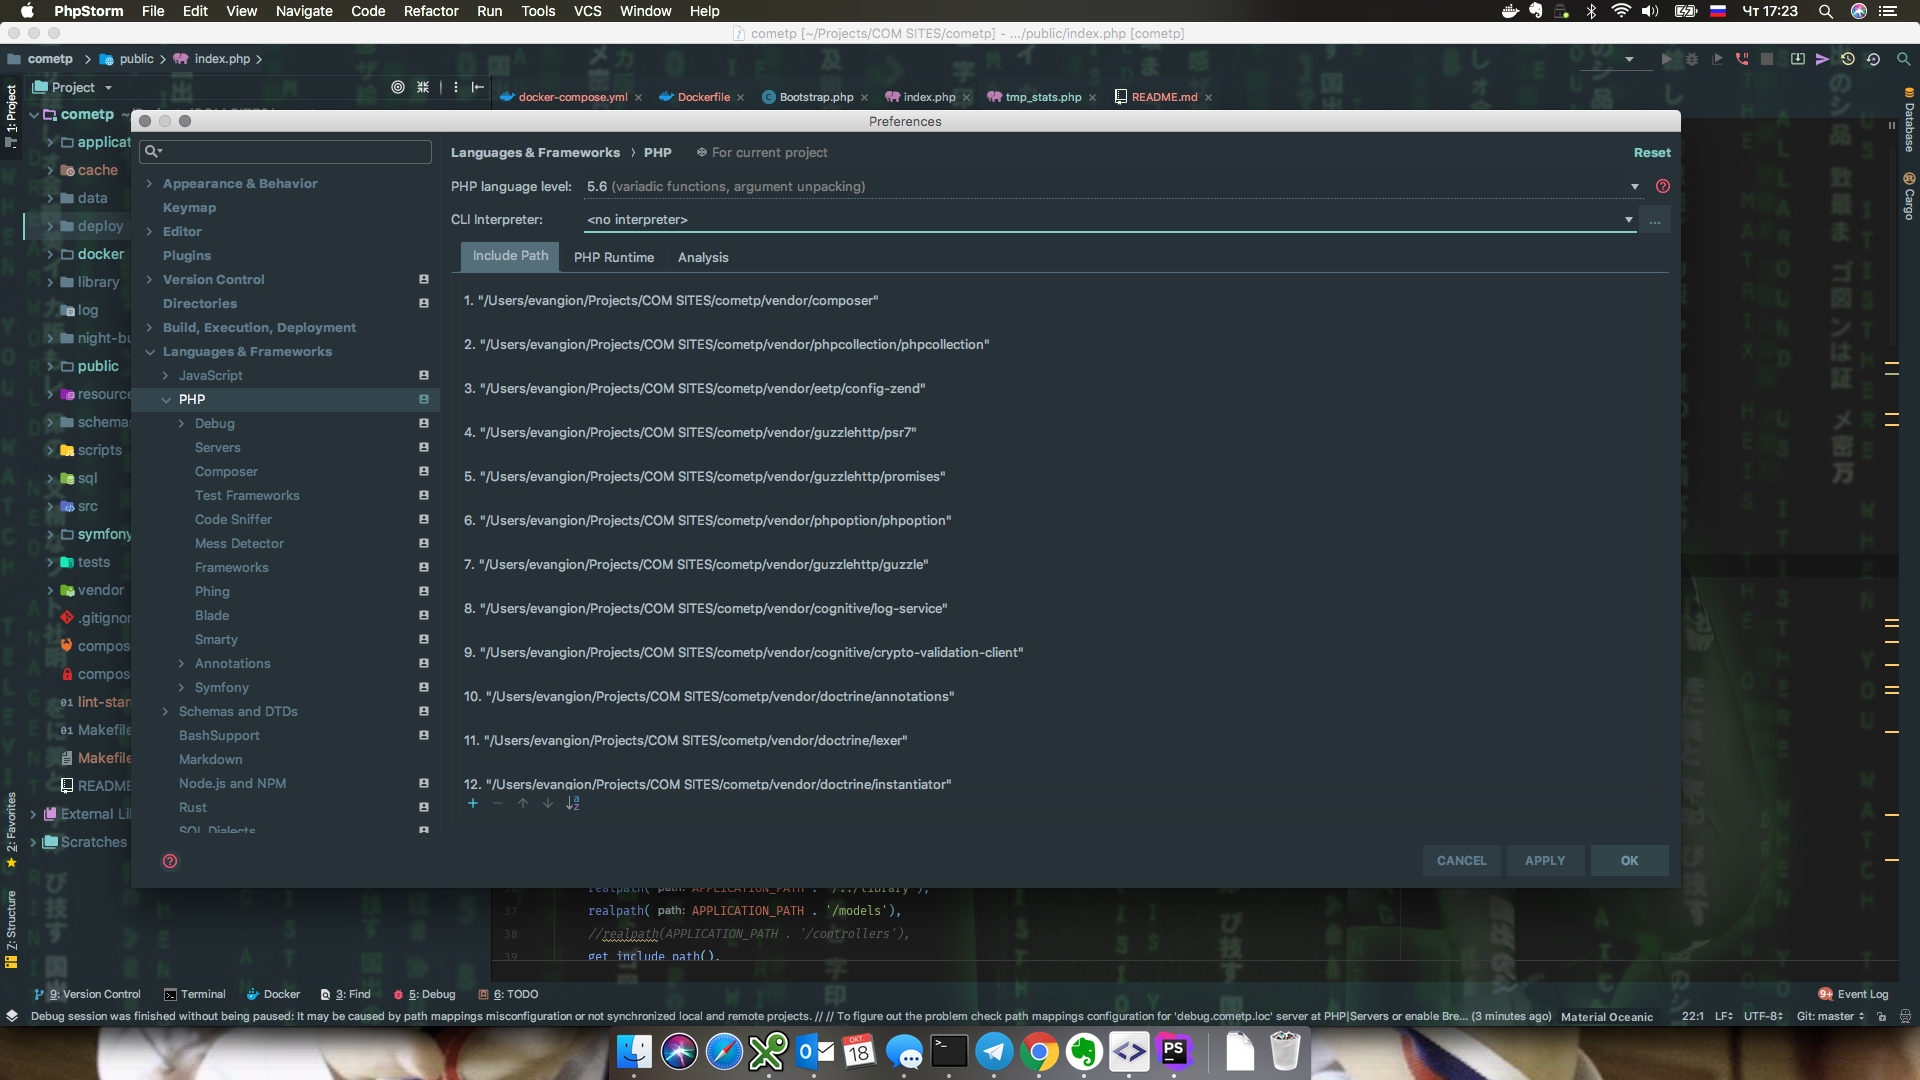 PhpStorm File Edit View Navigate Code Refactor Run Tools VCS Window Help
Чт 17:23
cometp [~/Projects/COM SITES/cometp] - .../public/index.php [cometp]
cometp public index.php
Project
docker-compose.yml Dockerfile Bootstrap.php index.php tmp_stats.php README.md
1: Project
2: Favorites
Z: Structure
Database
Cargo
cometp
applicat
cache
data
deploy
docker
library
log
night-bu
public
resource
schemas
scripts
sql
src
symfony
tests
vendor
.gitignor
compos
compos
lint-stan
Makefile
Makefile
README
External Li
Scratches
Preferences
Appearance & Behavior
Keymap
Editor
Plugins
Version Control
Directories
Build, Execution, Deployment
Languages & Frameworks
JavaScript
PHP
Debug
Servers
Composer
Test Frameworks
Code Sniffer
Mess Detector
Frameworks
Phing
Blade
Smarty
Annotations
Symfony
Schemas and DTDs
BashSupport
Markdown
Node.js and NPM
Rust
SQL Dialects
Languages & Frameworks › PHP For current project
Reset
PHP language level: 5.6 (variadic functions, argument unpacking)
CLI Interpreter: <no interpreter>
...
Include Path PHP Runtime Analysis
1. "/Users/evangion/Projects/COM SITES/cometp/vendor/composer"
2. "/Users/evangion/Projects/COM SITES/cometp/vendor/phpcollection/phpcollection"
3. "/Users/evangion/Projects/COM SITES/cometp/vendor/eetp/config-zend"
4. "/Users/evangion/Projects/COM SITES/cometp/vendor/guzzlehttp/psr7"
5. "/Users/evangion/Projects/COM SITES/cometp/vendor/guzzlehttp/promises"
6. "/Users/evangion/Projects/COM SITES/cometp/vendor/phpoption/phpoption"
7. "/Users/evangion/Projects/COM SITES/cometp/vendor/guzzlehttp/guzzle"
8. "/Users/evangion/Projects/COM SITES/cometp/vendor/cognitive/log-service"
9. "/Users/evangion/Projects/COM SITES/cometp/vendor/cognitive/crypto-validation-client"
10. "/Users/evangion/Projects/COM SITES/cometp/vendor/doctrine/annotations"
11. "/Users/evangion/Projects/COM SITES/cometp/vendor/doctrine/lexer"
12. "/Users/evangion/Projects/COM SITES/cometp/vendor/doctrine/instantiator"
CANCEL APPLY OK
36 realpath( path: APPLICATION_PATH . '/../library'),
37 realpath( path: APPLICATION_PATH . '/models'),
38 //realpath(APPLICATION_PATH . '/controllers'),
39 get_include_path(),
9: Version Control Terminal Docker 3: Find 5: Debug 6: TODO
9+ Event Log
Debug session was finished without being paused: It may be caused by path mappings misconfiguration or not synchronized local and remote projects. // // To figure out the problem check path mappings configuration for 'debug.cometp.loc' server at PHP|Servers or enable Bre... (3 minutes ago) Material Oceanic 22:1 LF UTF-8 Git: master
ОКТ.
18
PS